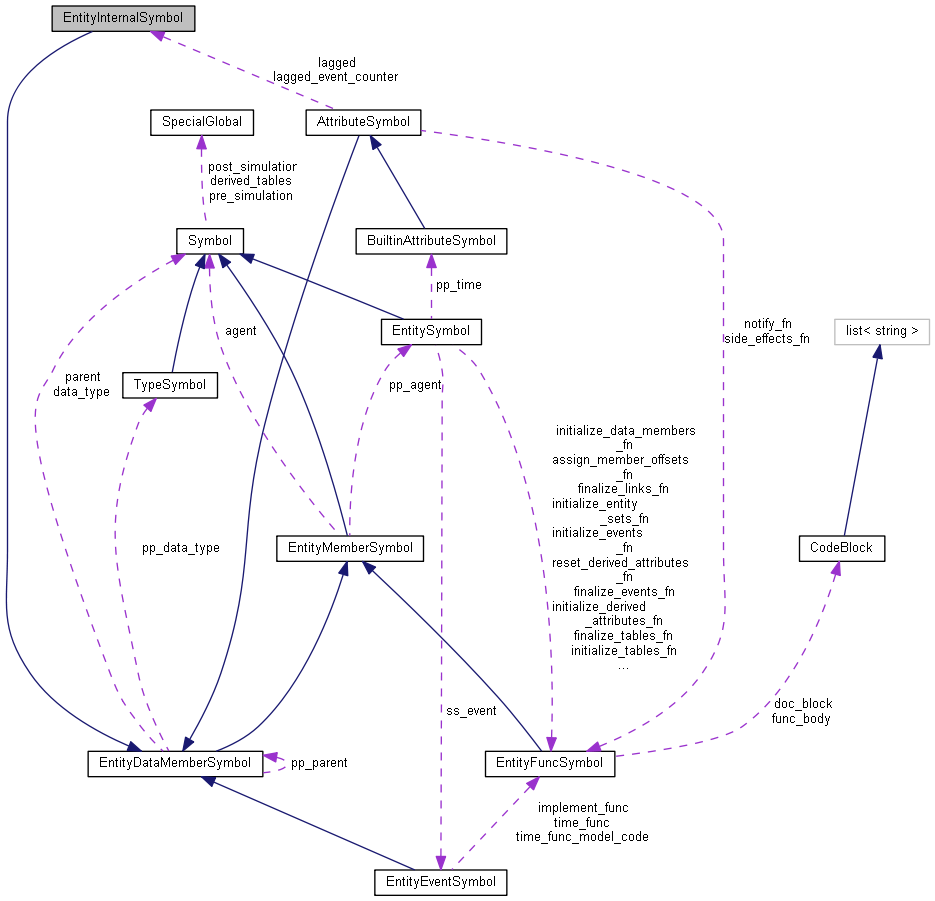 EntityInternalSymbol
lagged
lagged_event_counter
SpecialGlobal
AttributeSymbol
post_simulation
derived_tables
pre_simulation
Symbol
BuiltinAttributeSymbol
pp_time
agent
EntitySymbol
notify_fn
side_effects_fn
list< string >
parent
data_type
TypeSymbol
pp_agent
initialize_data_members
_fn
assign_member_offsets
_fn
finalize_links_fn
initialize_entity
_sets_fn
initialize_events
_fn
reset_derived_attributes
_fn
finalize_events_fn
initialize_derived
_attributes_fn
finalize_tables_fn
initialize_tables_fn
...
pp_data_type
EntityMemberSymbol
CodeBlock
ss_event
doc_block
func_body
EntityDataMemberSymbol
pp_parent
EntityFuncSymbol
implement_func
time_func
time_func_model_code
EntityEventSymbol